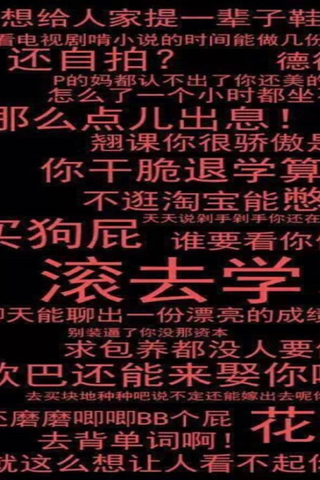 想给人家提一辈子鞋
看电视剧啃小说的时间能做几份
还自拍？
德行
P的妈都认不出了你还美的
怎么了一个小时都坐不
那么点儿出息！
翘课你很骄傲是
你干脆退学算
不逛淘宝能憋
天天说剁手剁手你还在
买狗屁
谁要看你你
滚去学
聊天能聊出一份漂亮的成绩
别装逼了你没那资本
求包养都没人要你
欧巴还能来娶你吗
去买块地种种吧说不定还能嫁出去呢
还磨磨唧唧BB个屁
花
去背单词啊！
就这么想让人看不起你